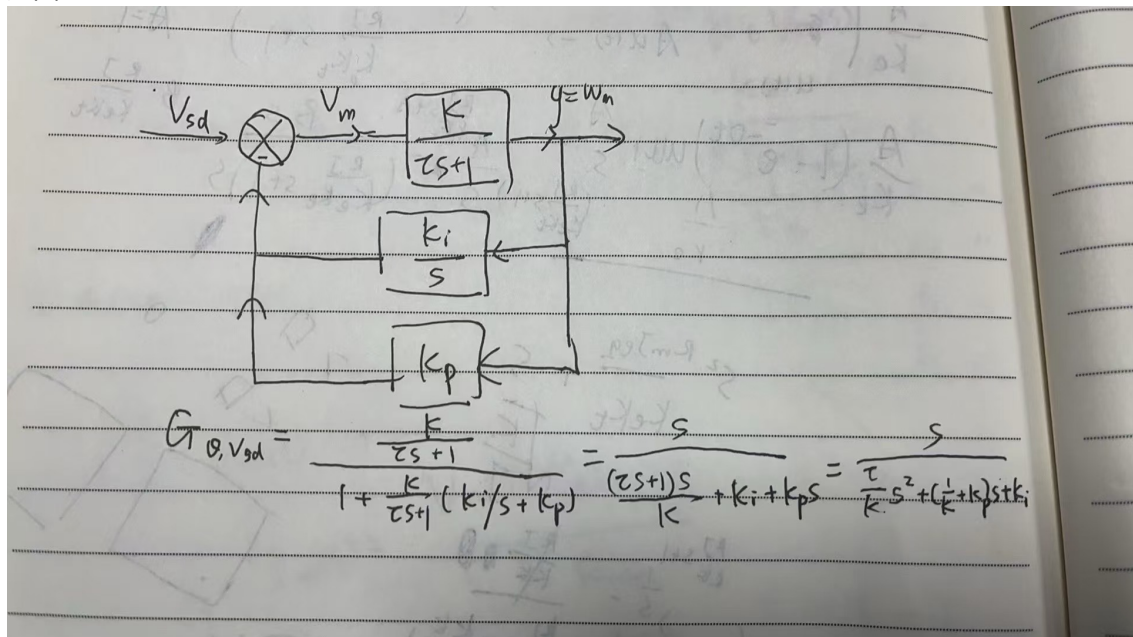 V_sd V_m K/(τs+1) y=ω_m
- -
k_i/s
k_p
G_θ,V_sd = (K/(τs+1))/(1+K/(τs+1)(k_i/s+k_p)) = s/((τs+1)s/K+k_i+k_ps) = s/(τ/k s²+(1/k+k_p)s+k_i)